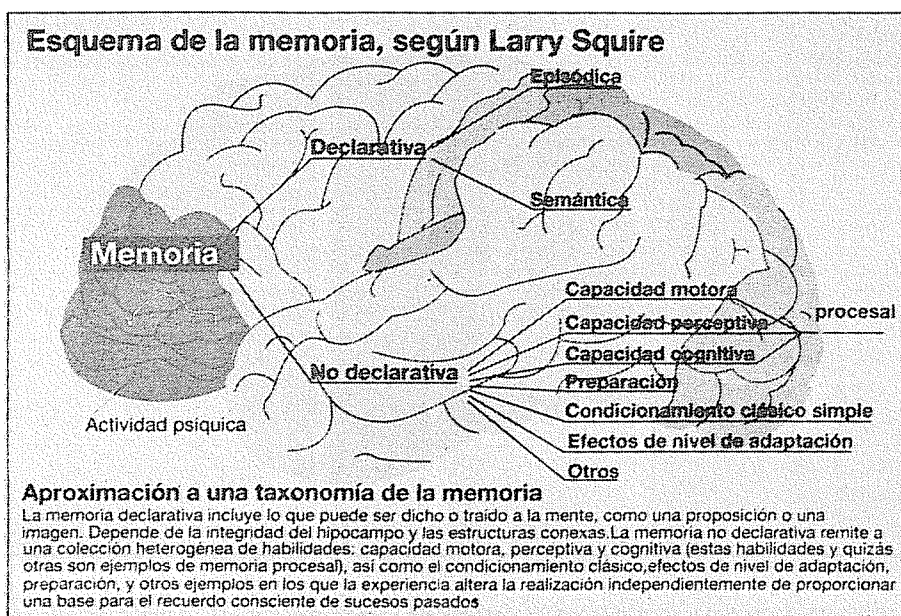 Esquema de la memoria, según Larry Squire
Episódica
Declarativa
Semántica
Memoria
Capacidad motora
procesal
Capacidad perceptiva
Capacidad cognitiva
No declarativa
Preparación
Condicionamiento clásico simple
Actividad psíquica
Efectos de nivel de adaptación
Otros
Aproximación a una taxonomía de la memoria
La memoria declarativa incluye lo que puede ser dicho o traído a la mente, como una proposición o una
imagen. Depende de la integridad del hipocampo y las estructuras conexas.La memoria no declarativa remite a
una colección heterogénea de habilidades: capacidad motora, perceptiva y cognitiva (estas habilidades y quizás
otras son ejemplos de memoria procesal), así como el condicionamiento clásico,efectos de nivel de adaptación,
preparación, y otros ejemplos en los que la experiencia altera la realización independientemente de proporcionar
una base para el recuerdo consciente de sucesos pasados